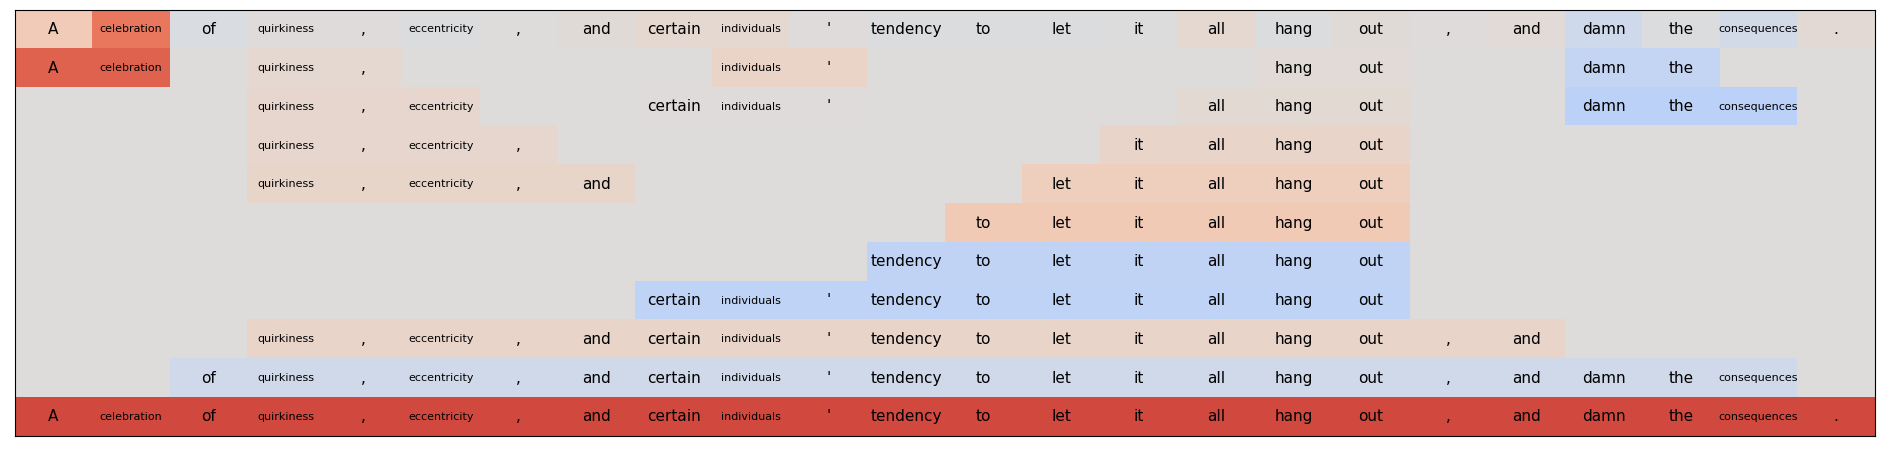 A celebration of quirkiness , eccentricity , and certain individuals ' tendency to let it all hang out , and damn the consequences .
A celebration quirkiness , individuals ' hang out damn the
quirkiness , eccentricity certain individuals ' all hang out damn the consequences
quirkiness , eccentricity , it all hang out
quirkiness , eccentricity , and let it all hang out
to let it all hang out
tendency to let it all hang out
certain individuals ' tendency to let it all hang out
quirkiness , eccentricity , and certain individuals ' tendency to let it all hang out , and
of quirkiness , eccentricity , and certain individuals ' tendency to let it all hang out , and damn the consequences
A celebration of quirkiness , eccentricity , and certain individuals ' tendency to let it all hang out , and damn the consequences .